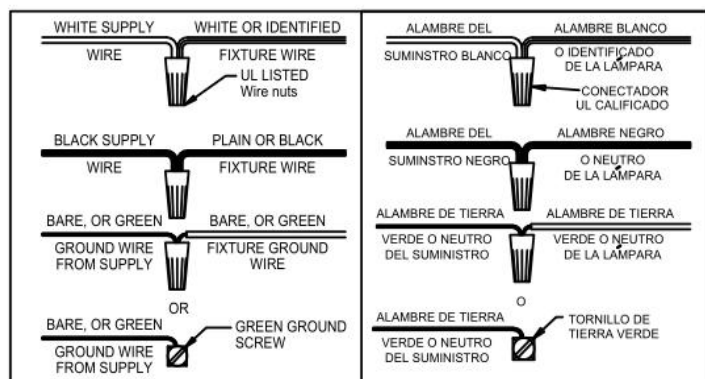 WHITE SUPPLY
WIRE
WHITE OR IDENTIFIED
FIXTURE WIRE
UL LISTED
Wire nuts
BLACK SUPPLY
WIRE
PLAIN OR BLACK
FIXTURE WIRE
BARE, OR GREEN
GROUND WIRE
FROM SUPPLY
BARE, OR GREEN
FIXTURE GROUND
WIRE
OR
BARE, OR GREEN
GROUND WIRE
FROM SUPPLY
GREEN GROUND
SCREW
ALAMBRE DEL
SUMINSTRO BLANCO
ALAMBRE BLANCO
O IDENTIFICADO
DE LA LÁMPARA
CONECTADOR
UL CALIFICADO
ALAMBRE DEL
SUMINSTRO NEGRO
ALAMBRE NEGRO
O NEUTRO
DE LA LÁMPARA
ALAMBRE DE TIERRA
VERDE O NEUTRO
DEL SUMINISTRO
ALAMBRE DE TIERRA
VERDE O NEUTRO
DE LA LÁMPARA
O
ALAMBRE DE TIERRA
VERDE O NEUTRO
DEL SUMINISTRO
TORNILLO DE
TIERRA VERDE